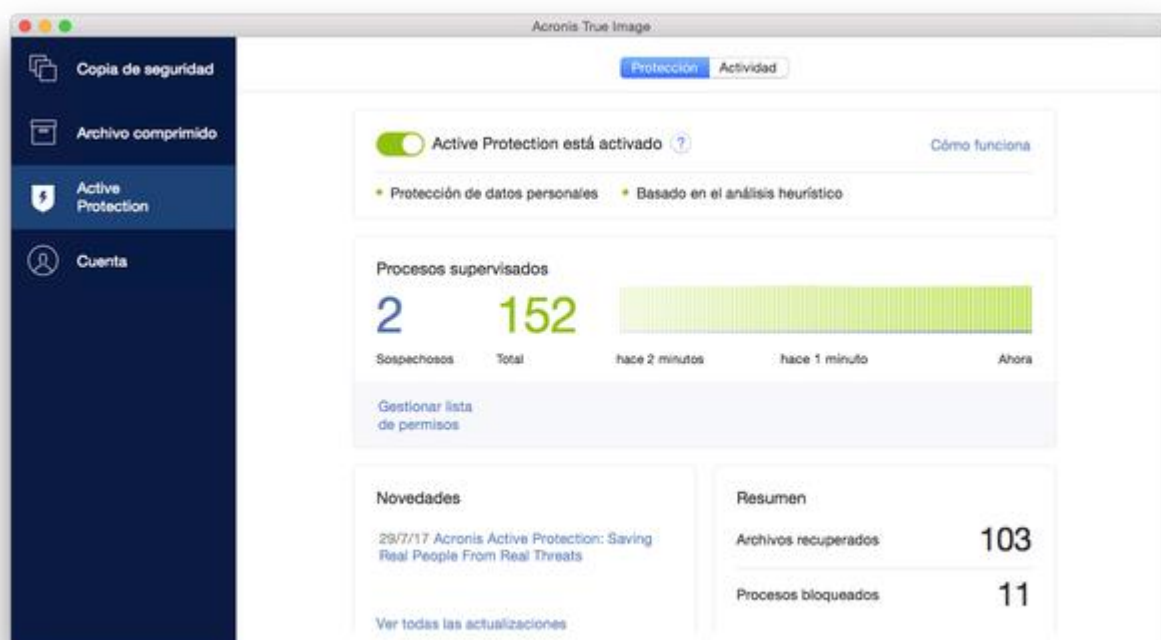 Acronis True Image
Copia de seguridad
Archivo comprimido
Active
Protection
Cuenta
Protección
Actividad
Active Protection está activado ?
Cómo funciona
Protección de datos personales
Basado en el análisis heurístico
Procesos supervisados
2
152
Sospechosos
Total
hace 2 minutos
hace 1 minuto
Ahora
Gestionar lista
de permisos
Novedades
29/7/17 Acronis Active Protection: Saving
Real People From Real Threats
Ver todas las actualizaciones
Resumen
Archivos recuperados
103
Procesos bloqueados
11